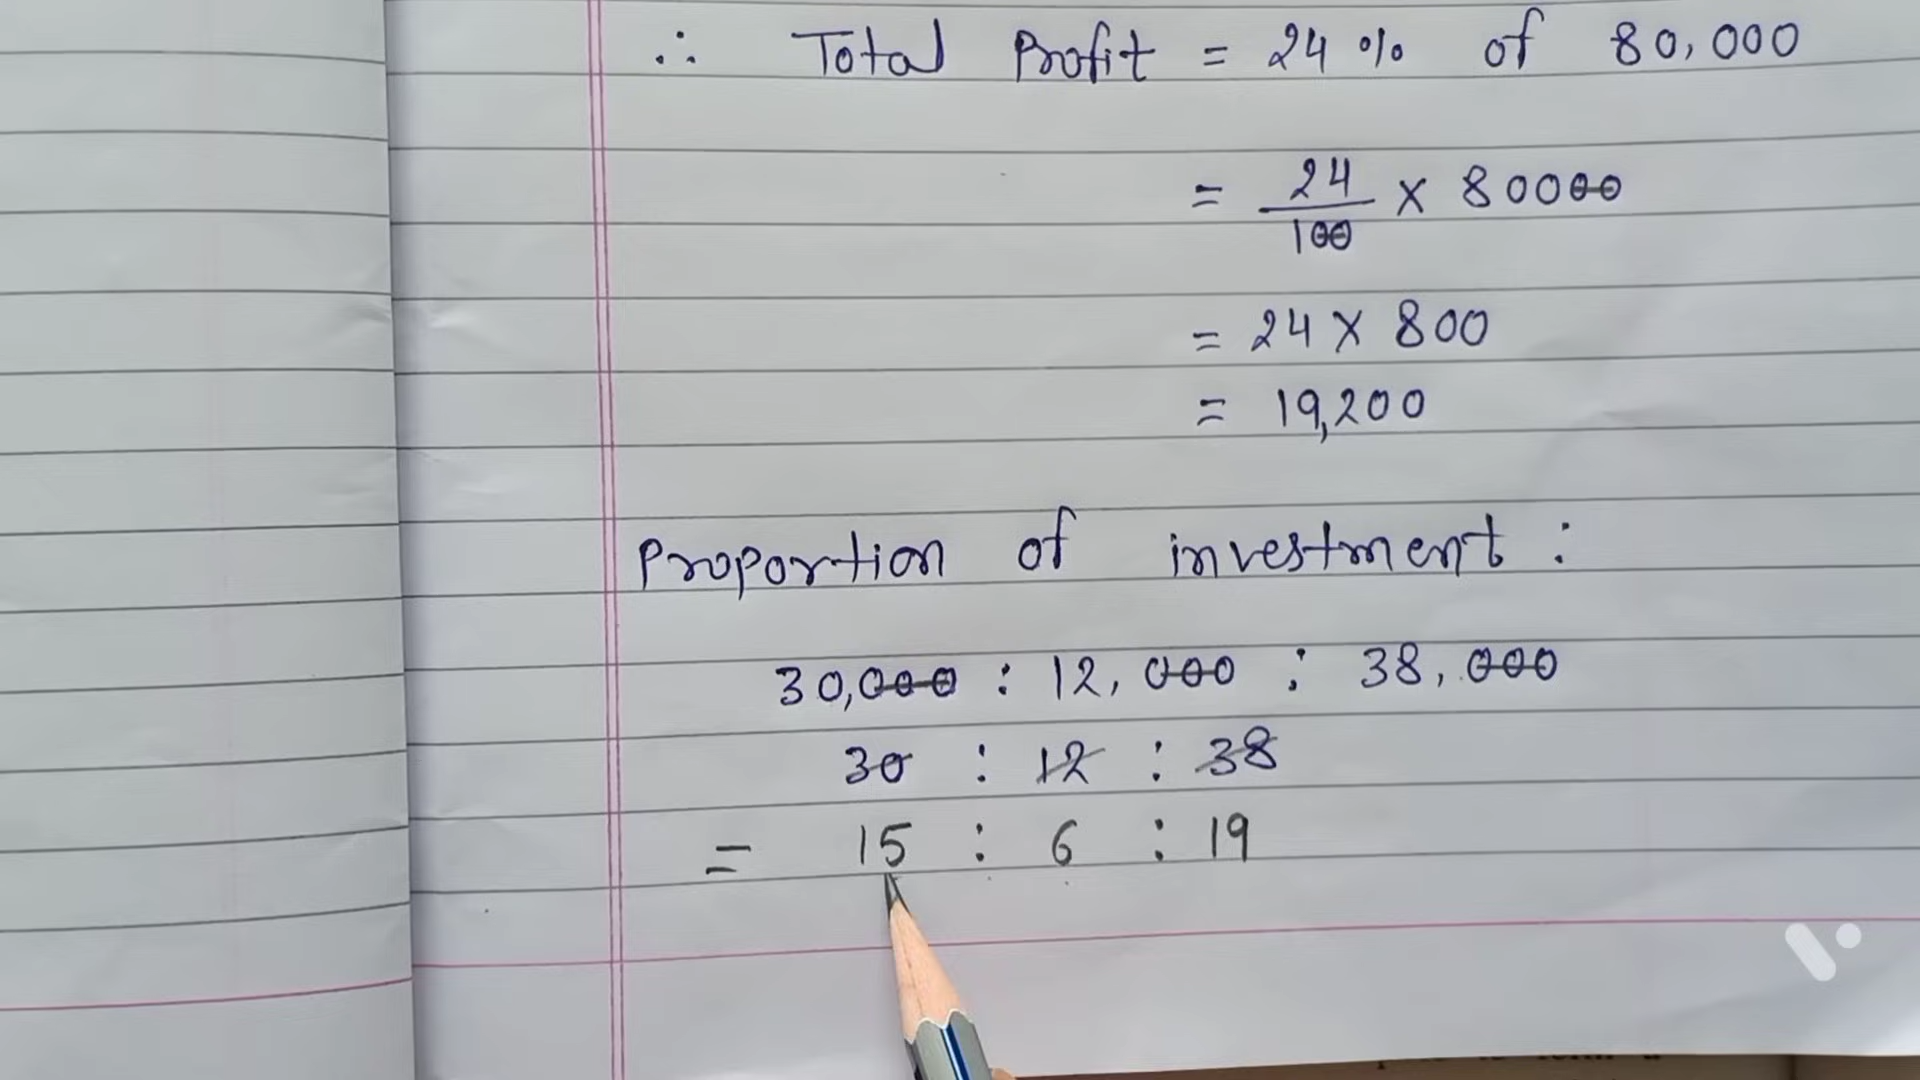 ∴ Total Profit = 24 % of 80,000
= 24/100 × 80000
= 24 × 800
= 19,200
Proportion of investment :
30,000 : 12,000 : 38,000
30 : 12 : 38
= 15 : 6 : 19